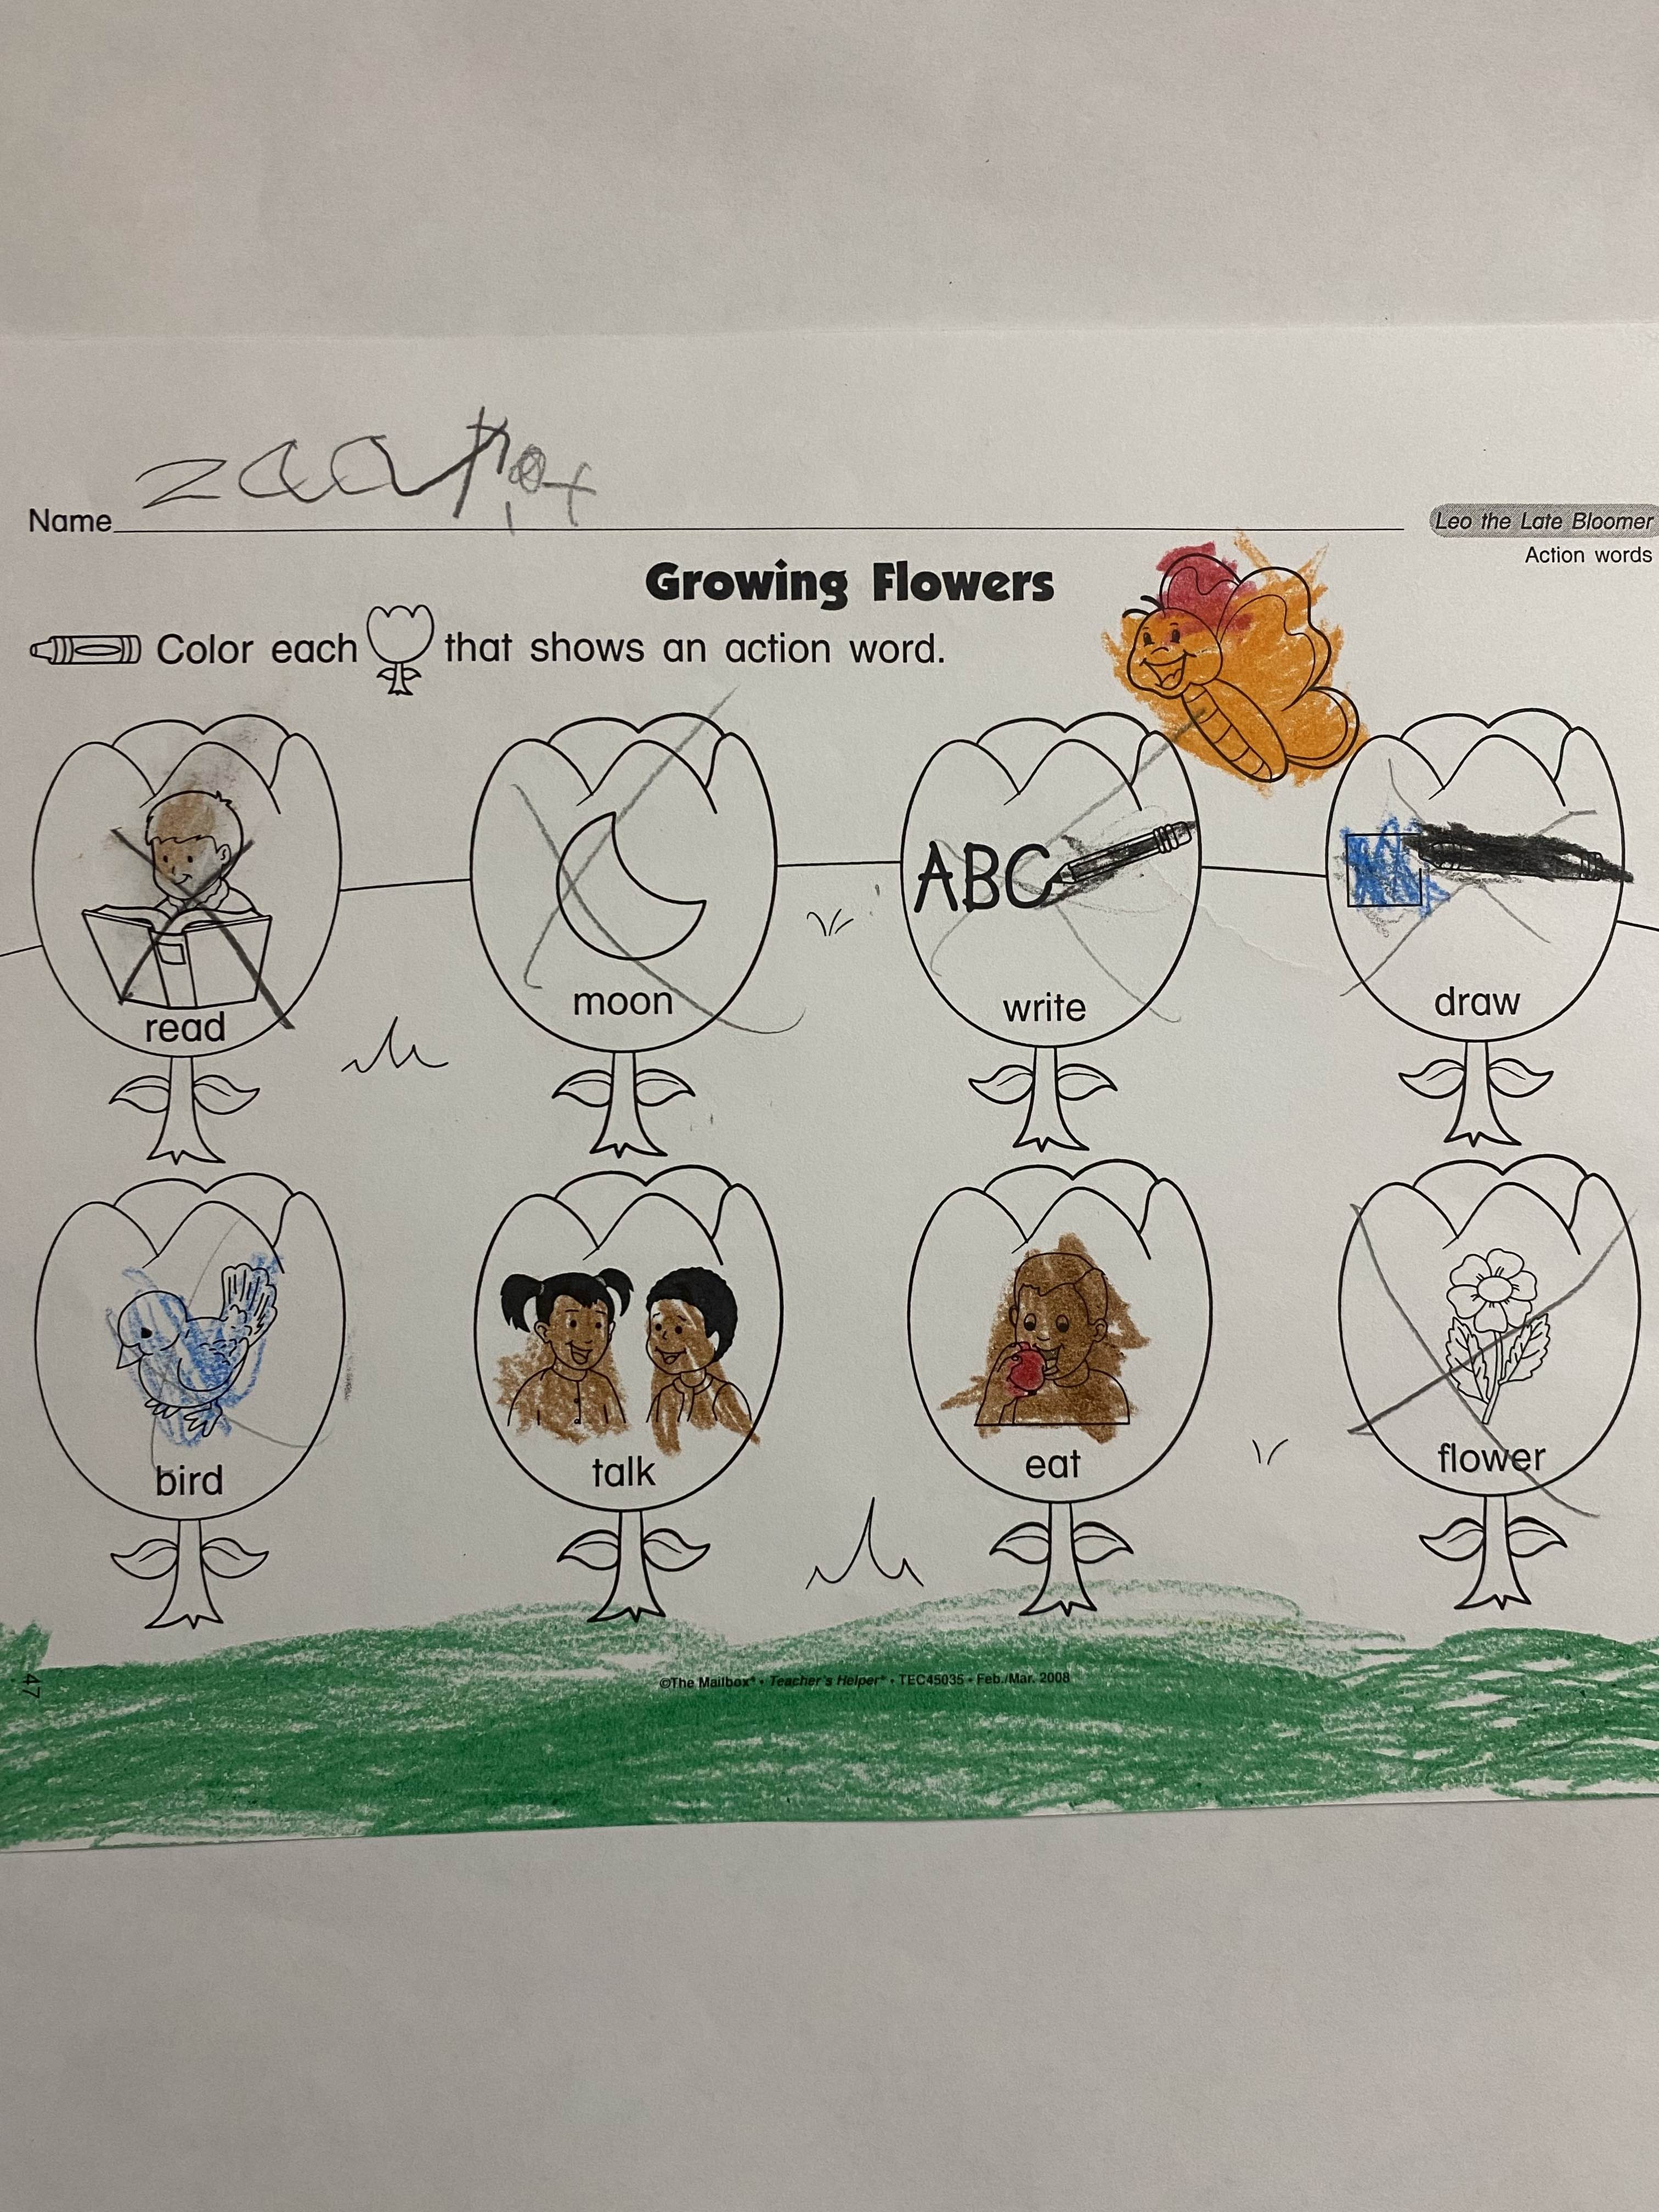 Name
Leo the Late Bloomer
Action words
Growing Flowers
Color each that shows an action word.
ABC
read
moon
write
draw
bird
talk
eat
flower
©The Mailbox® • Teacher's Helper® • TEC45035 • Feb./Mar. 2008
47